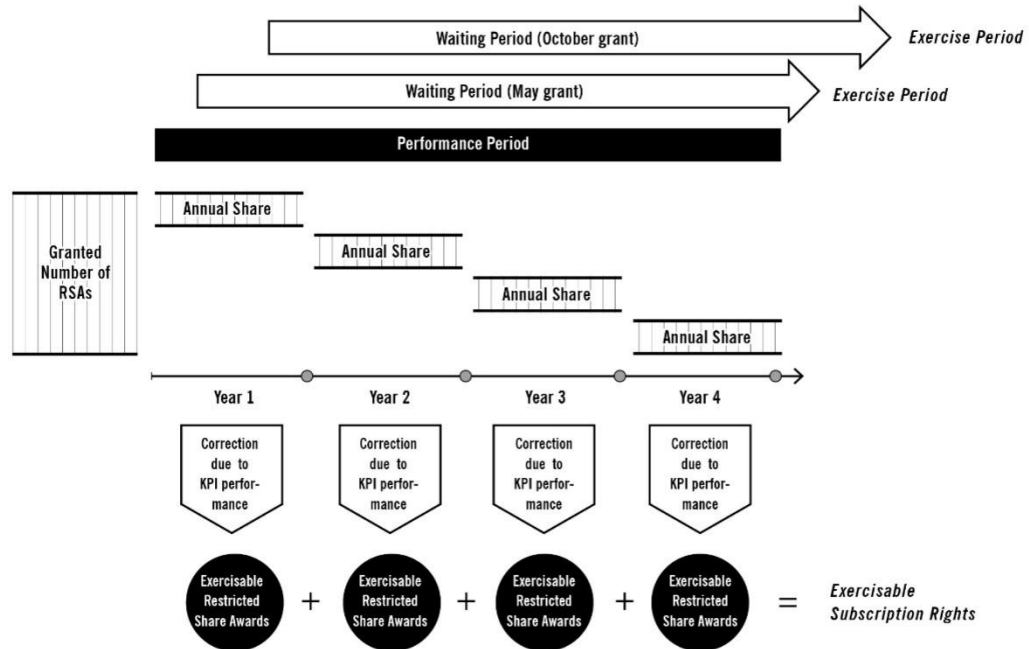 Waiting Period (October grant)
Exercise Period
Waiting Period (May grant)
Exercise Period
Performance Period
Granted
Number of
RSAs
Annual Share
Annual Share
Annual Share
Annual Share
Year 1
Year 2
Year 3
Year 4
Correction
due to
KPI perfor-
mance
Correction
due to
KPI perfor-
mance
Correction
due to
KPI perfor-
mance
Correction
due to
KPI perfor-
mance
Exercisable
Restricted
Share Awards
+
Exercisable
Restricted
Share Awards
+
Exercisable
Restricted
Share Awards
+
Exercisable
Restricted
Share Awards
=
Exercisable
Subscription Rights